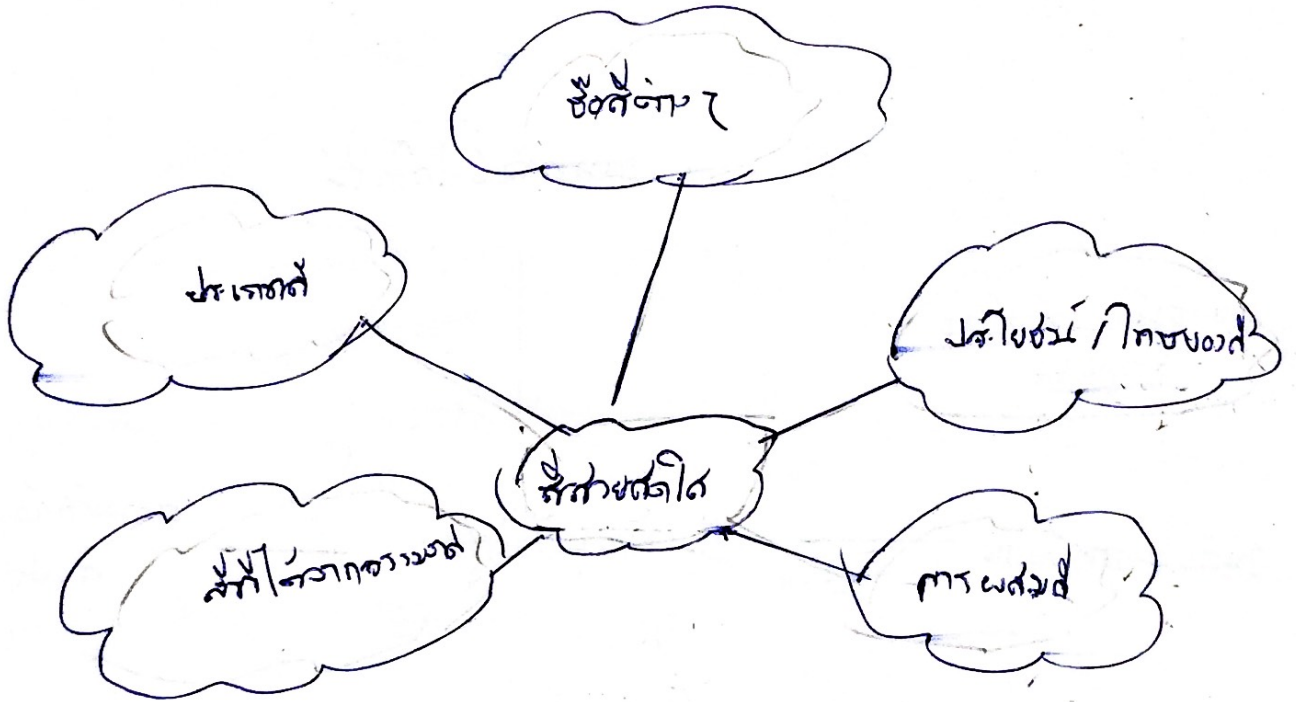 ชื่อสีต่าง ๆ
ประเภทสี
ประโยชน์ / โทษของสี
สีสวยสดใส
สีที่ได้จากธรรมชาติ
การผสมสี